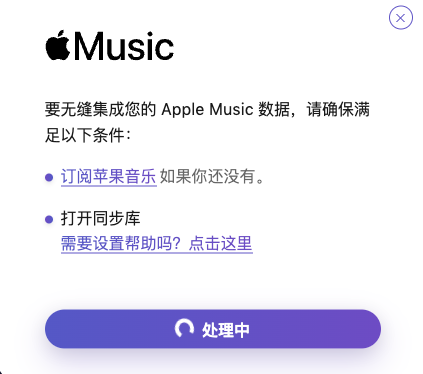 Music
要无缝集成您的 Apple Music 数据，请确保满
足以下条件：
订阅苹果音乐 如果你还没有。
打开同步库
需要设置帮助吗？点击这里
处理中